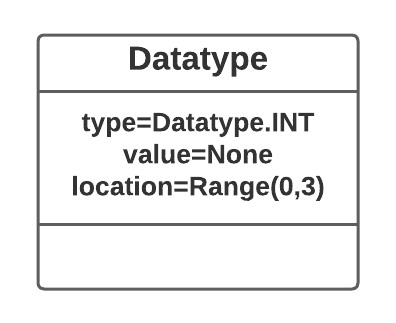 Datatype
type=Datatype.INT
value=None
location=Range(0,3)